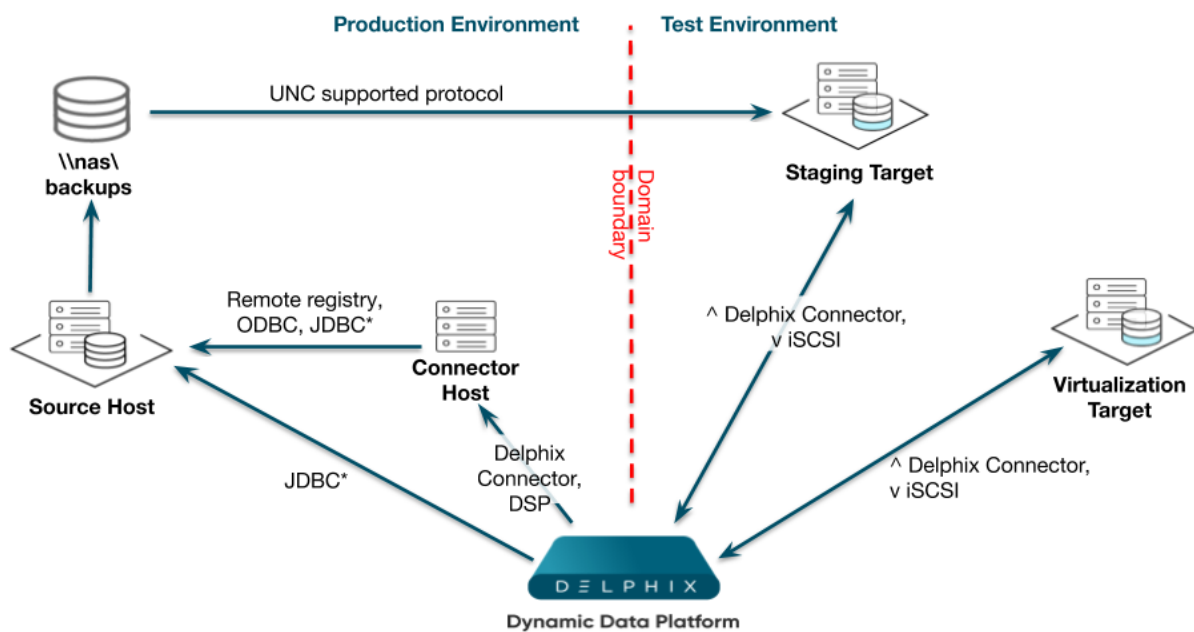 Production Environment
Test Environment
UNC supported protocol
\\nas\
backups
Staging Target
Domain
boundary
Remote registry,
ODBC, JDBC*
^ Delphix Connector,
v iSCSI
Source Host
Connector
Host
Virtualization
Target
JDBC*
Delphix
Connector,
DSP
^ Delphix Connector,
v iSCSI
DELPHIX
Dynamic Data Platform